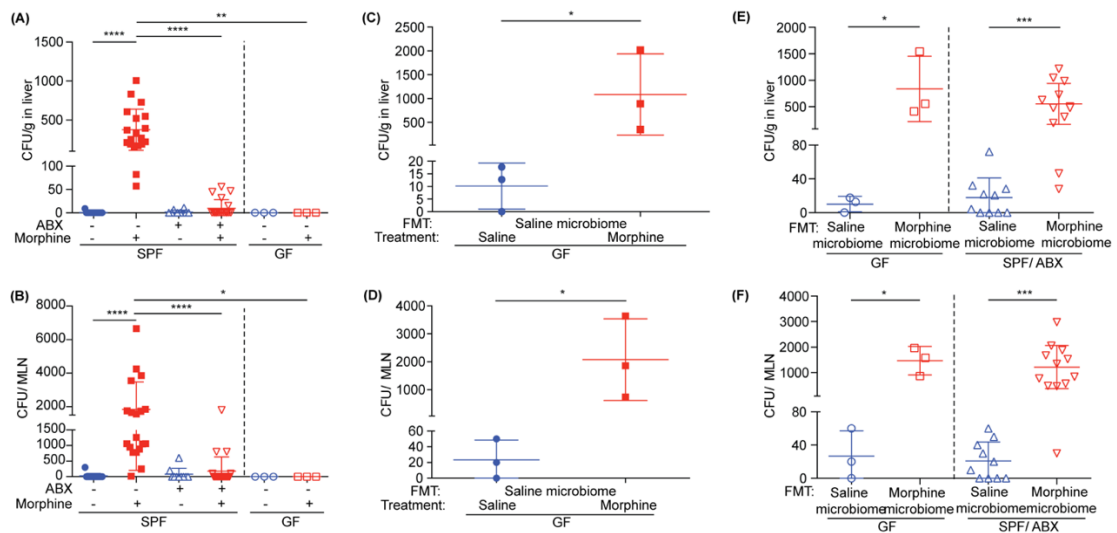 (A)
**
****
****
CFU/g in liver
1500
1000
500
100
50
0
ABX - - + + - -
Morphine - + - + - +
SPF GF
(B)
*
****
****
CFU/ MLN
8000
6000
4000
2000
1500
1000
500
0
ABX - - + + - -
Morphine - + - + - +
SPF GF
(C)
*
CFU/g in liver
2500
2000
1500
1000
500
20
15
10
5
0
FMT: Saline microbiome
Treatment: Saline Morphine
GF
(D)
*
CFU/ MLN
4000
3000
2000
1000
0
60
50
40
30
20
10
0
FMT: Saline microbiome
Treatment: Saline Morphine
GF
(E)
* ***
CFU/g in liver
2000
1500
1000
500
80
40
0
FMT: Saline Morphine Saline Morphine
microbiome microbiome microbiome microbiome
GF SPF/ ABX
(F)
* ***
CFU/ MLN
4000
3000
2000
1000
0
80
40
0
FMT: Saline Morphine Saline Morphine
microbiome microbiome microbiome microbiome
GF SPF/ ABX